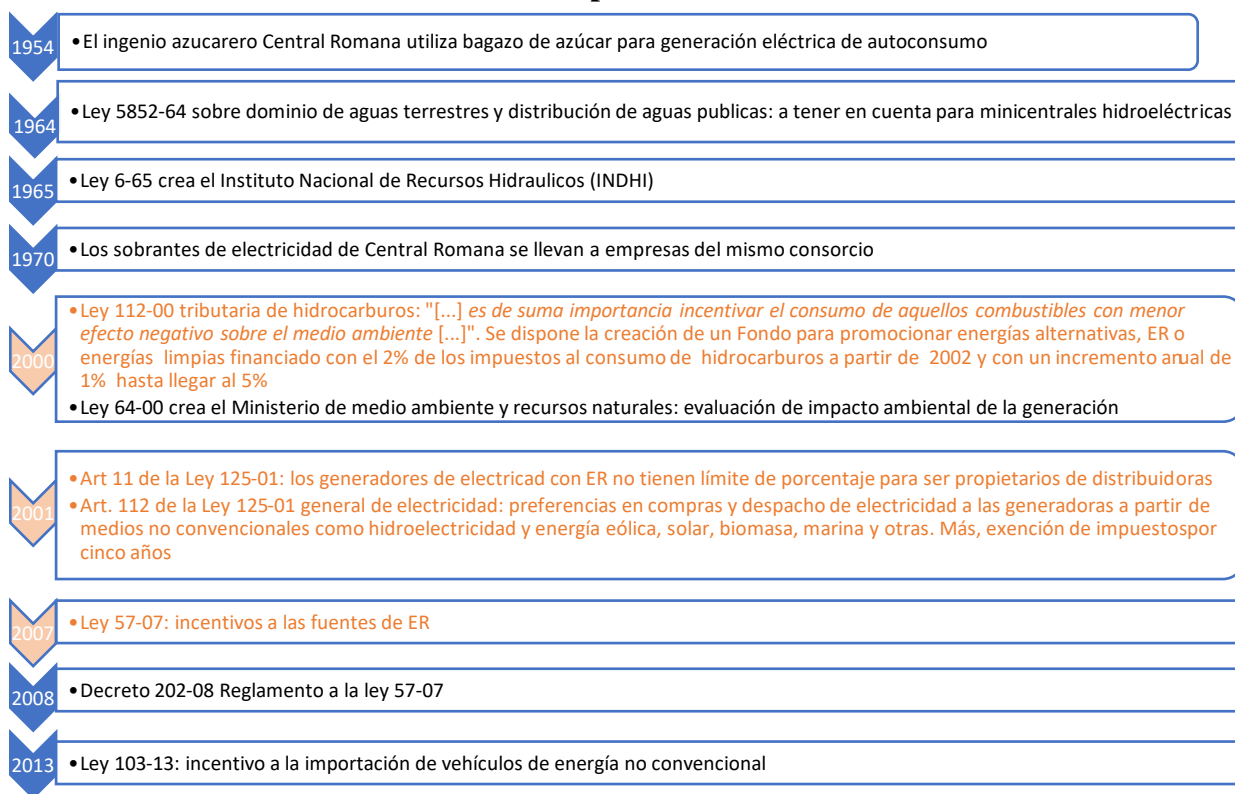 1954
•El ingenio azucarero Central Romana utiliza bagazo de azúcar para generación eléctrica de autoconsumo
1964
•Ley 5852-64 sobre dominio de aguas terrestres y distribución de aguas publicas: a tener en cuenta para minicentrales hidroeléctricas
1965
•Ley 6-65 crea el Instituto Nacional de Recursos Hidraulicos (INDHI)
1970
•Los sobrantes de electricidad de Central Romana se llevan a empresas del mismo consorcio
2000
•Ley 112-00 tributaria de hidrocarburos: "[...] es de suma importancia incentivar el consumo de aquellos combustibles con menor
efecto negativo sobre el medio ambiente [...]". Se dispone la creación de un Fondo para promocionar energías alternativas, ER o
energías limpias financiado con el 2% de los impuestos al consumo de hidrocarburos a partir de 2002 y con un incremento anual de
1% hasta llegar al 5%
•Ley 64-00 crea el Ministerio de medio ambiente y recursos naturales: evaluación de impacto ambiental de la generación
2001
•Art 11 de la Ley 125-01: los generadores de electricad con ER no tienen límite de porcentaje para ser propietarios de distribuidoras
•Art. 112 de la Ley 125-01 general de electricidad: preferencias en compras y despacho de electricidad a las generadoras a partir de
medios no convencionales como hidroelectricidad y energía eólica, solar, biomasa, marina y otras. Más, exención de impuestospor
cinco años
2007
•Ley 57-07: incentivos a las fuentes de ER
2008
•Decreto 202-08 Reglamento a la ley 57-07
2013
•Ley 103-13: incentivo a la importación de vehículos de energía no convencional